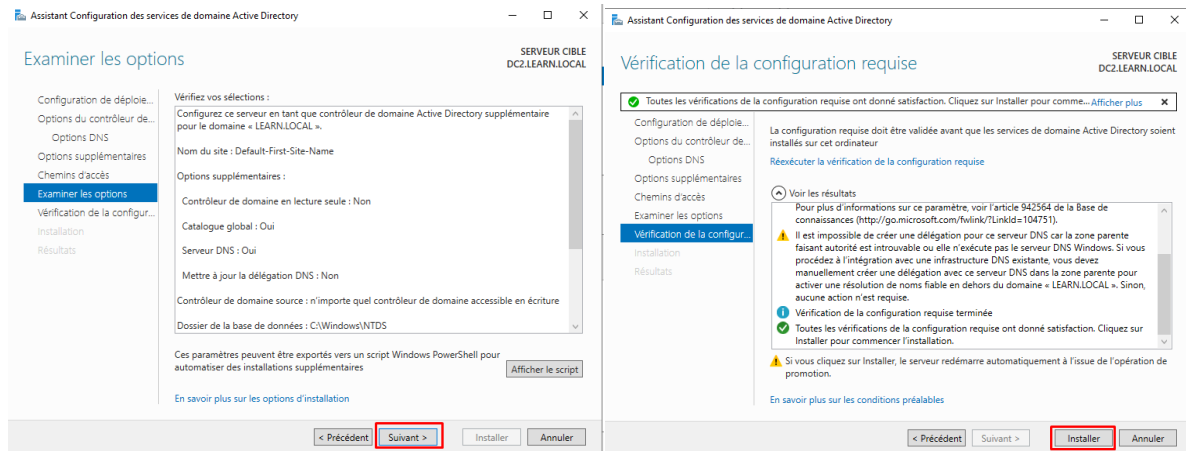 Assistant Configuration des services de domaine Active Directory
Examiner les options
SERVEUR CIBLE
DC2.LEARN.LOCAL
Configuration de déploie...
Options du contrôleur de...
Options DNS
Options supplémentaires
Chemins d'accès
Examiner les options
Vérification de la configur...
Installation
Résultats
Vérifiez vos sélections :
Configurez ce serveur en tant que contrôleur de domaine Active Directory supplémentaire
pour le domaine « LEARN.LOCAL ».
Nom du site : Default-First-Site-Name
Options supplémentaires :
Contrôleur de domaine en lecture seule : Non
Catalogue global : Oui
Serveur DNS : Oui
Mettre à jour la délégation DNS : Non
Contrôleur de domaine source : n'importe quel contrôleur de domaine accessible en écriture
Dossier de la base de données : C:\Windows\NTDS
Ces paramètres peuvent être exportés vers un script Windows PowerShell pour
automatiser des installations supplémentaires
Afficher le script
En savoir plus sur les options d'installation
< Précédent
Suivant >
Installer
Annuler
Assistant Configuration des services de domaine Active Directory
Vérification de la configuration requise
SERVEUR CIBLE
DC2.LEARN.LOCAL
Toutes les vérifications de la configuration requise ont donné satisfaction. Cliquez sur Installer pour comme... Afficher plus
Configuration de déploie...
Options du contrôleur de...
Options DNS
Options supplémentaires
Chemins d'accès
Examiner les options
Vérification de la configur...
Installation
Résultats
La configuration requise doit être validée avant que les services de domaine Active Directory soient
installés sur cet ordinateur
Réexécuter la vérification de la configuration requise
Voir les résultats
Pour plus d'informations sur ce paramètre, voir l'article 942564 de la Base de
connaissances (http://go.microsoft.com/fwlink/?LinkId=104751).
Il est impossible de créer une délégation pour ce serveur DNS car la zone parente
faisant autorité est introuvable ou elle n'exécute pas le serveur DNS Windows. Si vous
procédez à l'intégration avec une infrastructure DNS existante, vous devez
manuellement créer une délégation avec ce serveur DNS dans la zone parente pour
activer une résolution de noms fiable en dehors du domaine « LEARN.LOCAL ». Sinon,
aucune action n'est requise.
Vérification de la configuration requise terminée
Toutes les vérifications de la configuration requise ont donné satisfaction. Cliquez sur
Installer pour commencer l'installation.
Si vous cliquez sur Installer, le serveur redémarre automatiquement à l'issue de l'opération de
promotion.
En savoir plus sur les conditions préalables
< Précédent
Suivant >
Installer
Annuler